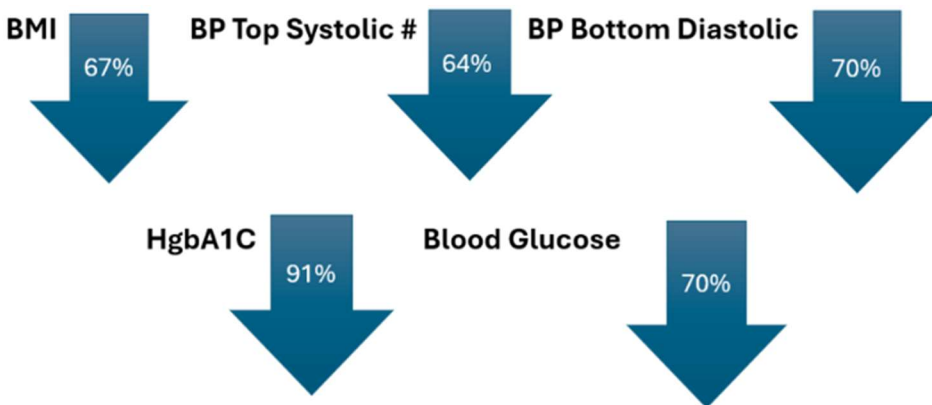 BMI
67%
BP Top Systolic #
64%
BP Bottom Diastolic
70%
HgbA1C
91%
Blood Glucose
70%